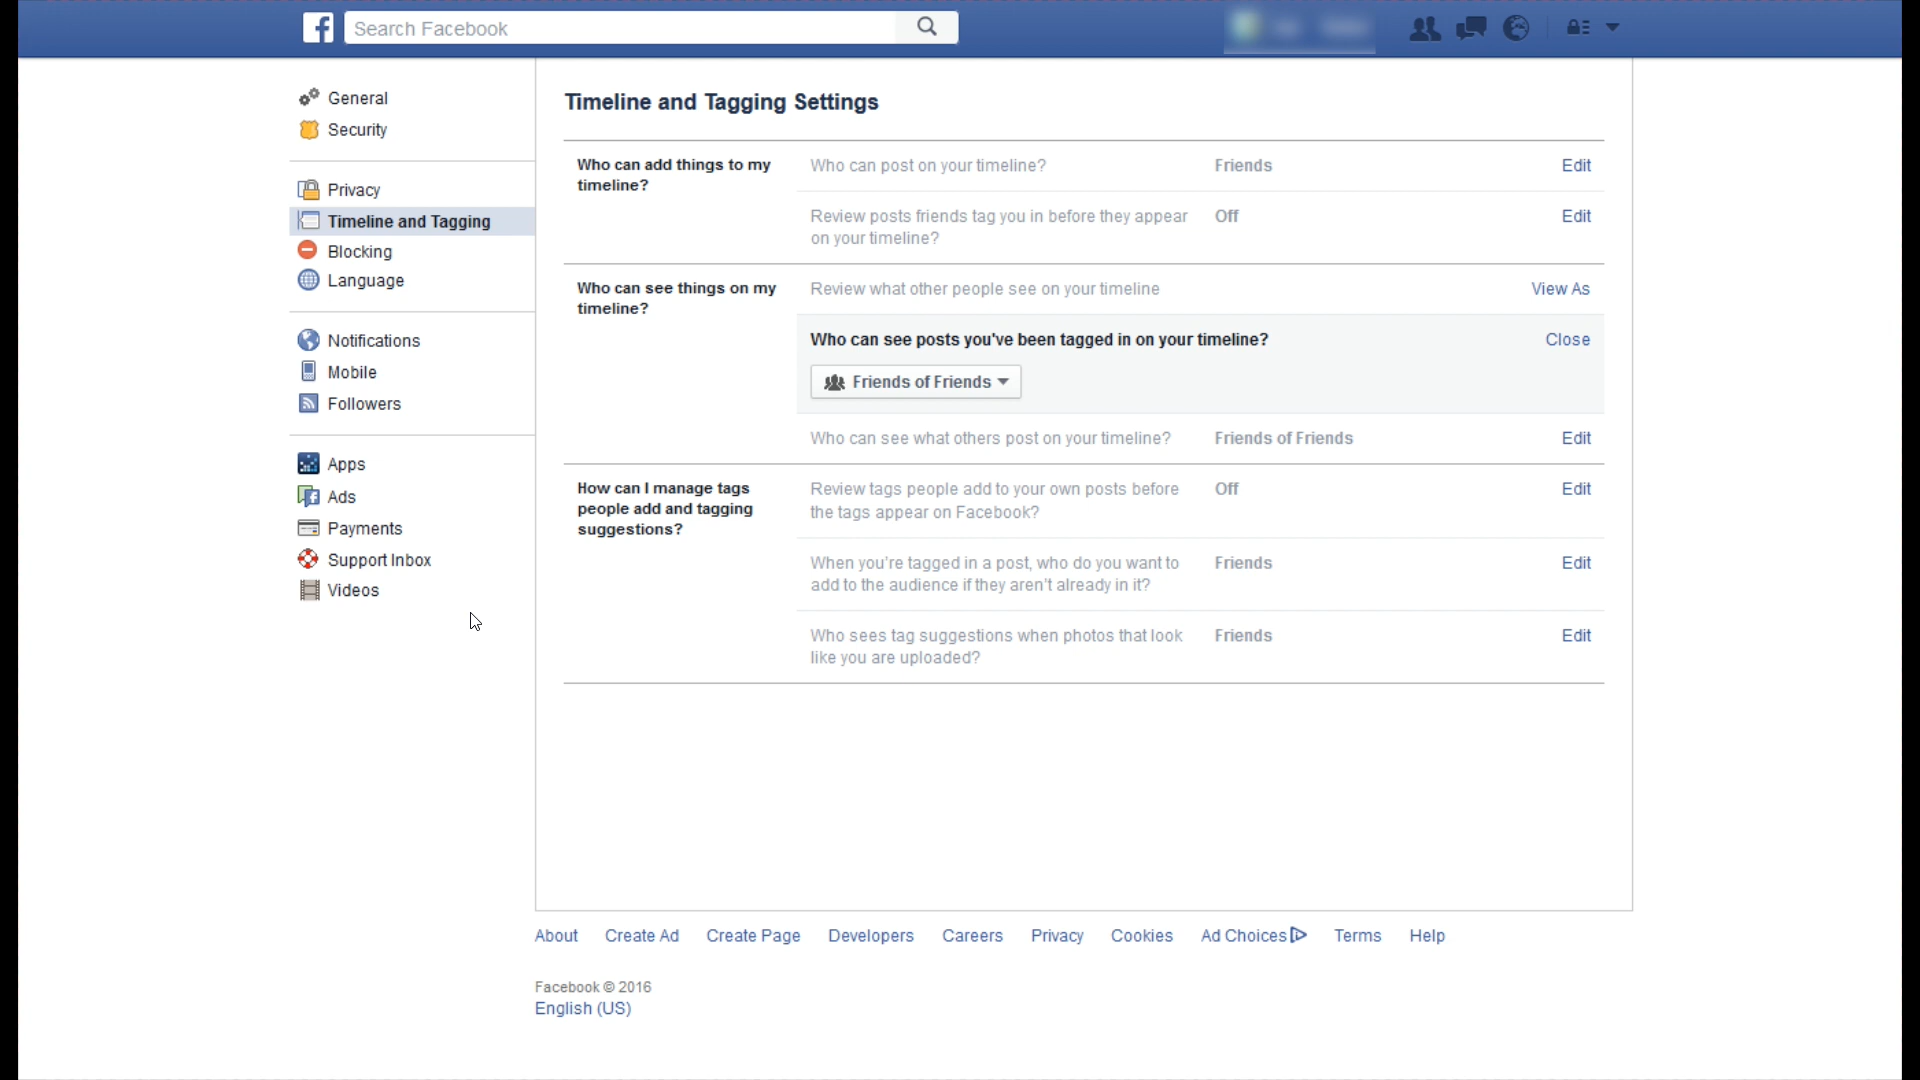 Search Facebook
General
Security
Privacy
Timeline and Tagging
Blocking
Language
Notifications
Mobile
Followers
Apps
Ads
Payments
Support Inbox
Videos
Timeline and Tagging Settings
Who can add things to my
timeline?
Who can post on your timeline? Friends Edit
Review posts friends tag you in before they appear Off Edit
on your timeline?
Who can see things on my
timeline?
Review what other people see on your timeline View As
Who can see posts you've been tagged in on your timeline? Close
Friends of Friends
Who can see what others post on your timeline? Friends of Friends Edit
How can I manage tags
people add and tagging
suggestions?
Review tags people add to your own posts before Off Edit
the tags appear on Facebook?
When you're tagged in a post, who do you want to Friends Edit
add to the audience if they aren't already in it?
Who sees tag suggestions when photos that look Friends Edit
like you are uploaded?
About Create Ad Create Page Developers Careers Privacy Cookies Ad Choices Terms Help
Facebook © 2016
English (US)